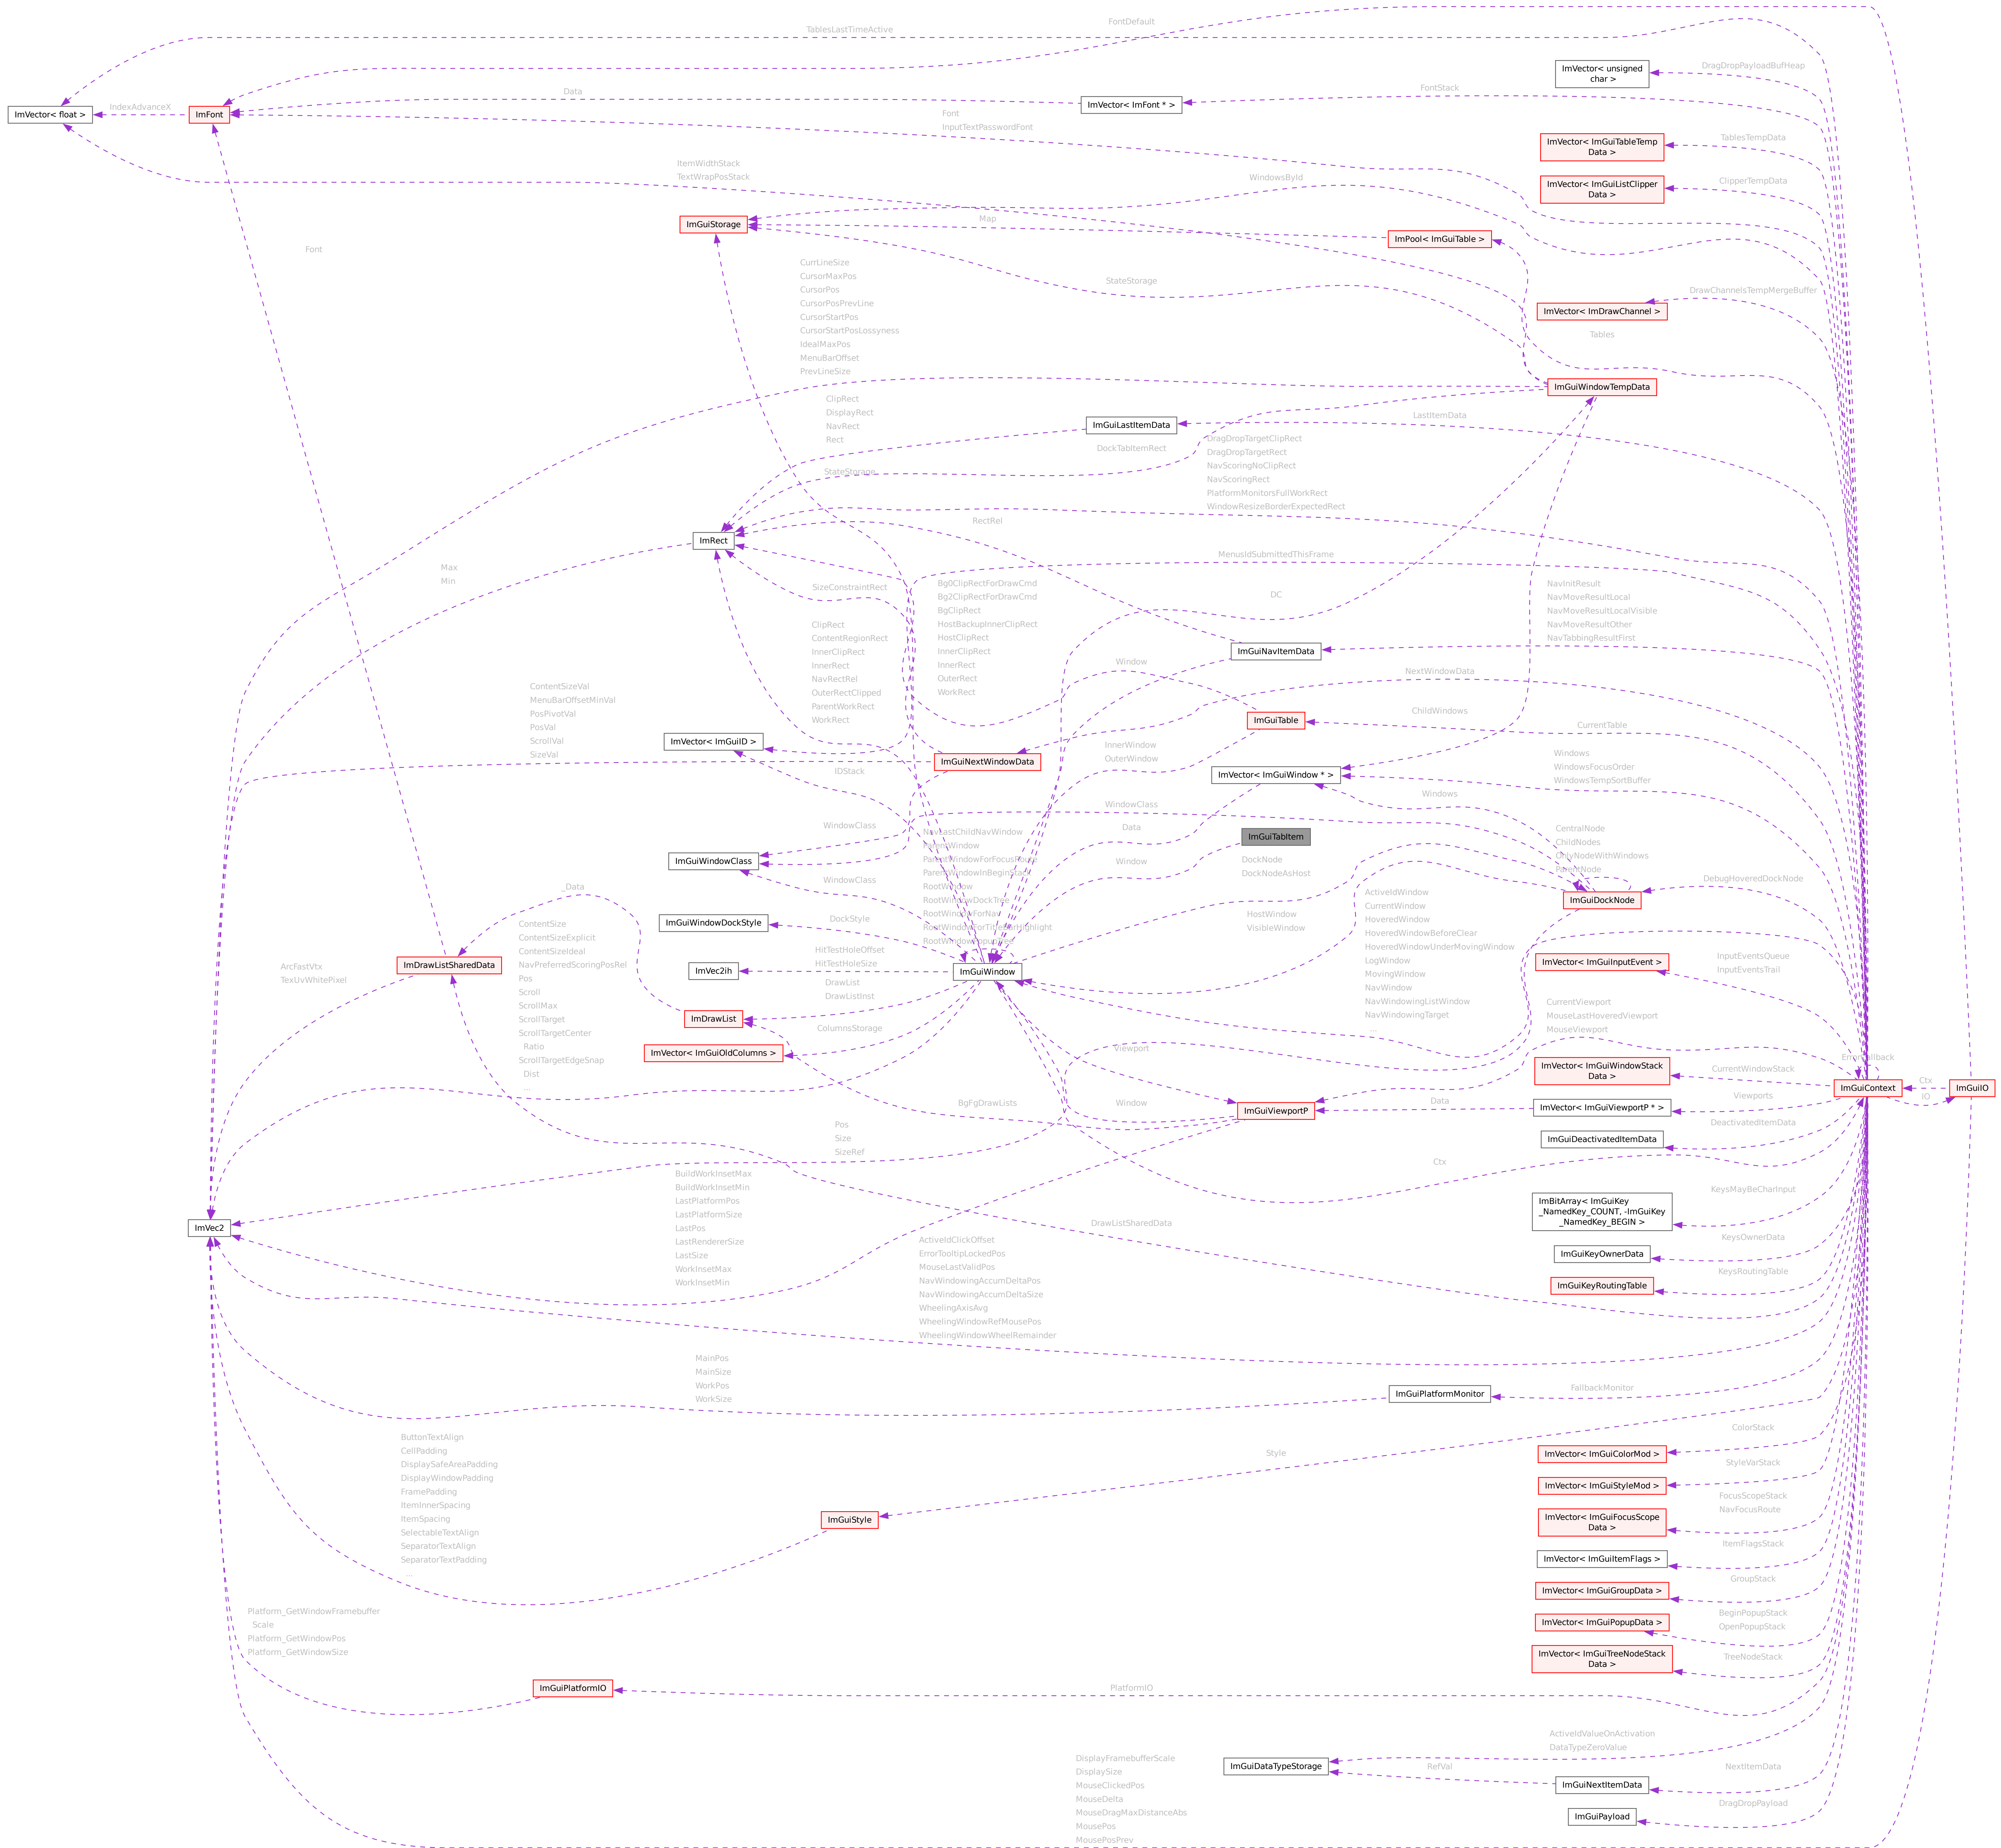 FontDefault
TablesLastTimeActive
ImVector< unsigned
char >
DragDropPayloadBufHeap
ImVector< float >
IndexAdvanceX
ImFont
Data
ImVector< ImFont * >
FontStack
Font
InputTextPasswordFont
ImVector< ImGuiTableTemp
Data >
TablesTempData
ItemWidthStack
TextWrapPosStack
WindowsById
ImVector< ImGuiListClipper
Data >
ClipperTempData
ImGuiStorage
Map
ImPool< ImGuiTable >
Font
StateStorage
ImVector< ImDrawChannel >
DrawChannelsTempMergeBuffer
Tables
CurrLineSize
CursorMaxPos
CursorPos
CursorPosPrevLine
CursorStartPos
CursorStartPosLossyness
IdealMaxPos
MenuBarOffset
PrevLineSize
ImGuiWindowTempData
ClipRect
DisplayRect
NavRect
Rect
ImGuiLastItemData
LastItemData
DockTabItemRect
StateStorage
DragDropTargetClipRect
DragDropTargetRect
NavScoringNoClipRect
NavScoringRect
PlatformMonitorsFullWorkRect
WindowResizeBorderExpectedRect
RectRel
ImRect
Max
Min
MenusIdSubmittedThisFrame
SizeConstraintRect
DC
Bg0ClipRectForDrawCmd
Bg2ClipRectForDrawCmd
BgClipRect
HostBackupInnerClipRect
HostClipRect
InnerClipRect
InnerRect
OuterRect
WorkRect
NavInitResult
NavMoveResultLocal
NavMoveResultLocalVisible
NavMoveResultOther
NavTabbingResultFirst
ClipRect
ContentRegionRect
InnerClipRect
InnerRect
NavRectRel
OuterRectClipped
ParentWorkRect
WorkRect
ImGuiNavItemData
Window
NextWindowData
ContentSizeVal
MenuBarOffsetMinVal
PosPivotVal
PosVal
ScrollVal
SizeVal
ImGuiTable
ChildWindows
CurrentTable
ImVector< ImGuiID >
InnerWindow
OuterWindow
Windows
WindowsFocusOrder
WindowsTempSortBuffer
ImGuiNextWindowData
IDStack
ImVector< ImGuiWindow * >
Windows
WindowClass
WindowClass
Data
ImGuiTabItem
Window
ImGuiWindowClass
WindowClass
NavLastChildNavWindow
ParentWindow
ParentWindowForFocusRoute
ParentWindowInBeginStack
RootWindow
RootWindowDockTree
RootWindowForNav
RootWindowForTitleBarHighlight
RootWindowPopupTree
DockNode
DockNodeAsHost
CentralNode
ChildNodes
OnlyNodeWithWindows
ParentNode
DebugHoveredDockNode
ImGuiDockNode
_Data
ImGuiWindowDockStyle
DockStyle
HostWindow
VisibleWindow
ActiveIdWindow
CurrentWindow
HoveredWindow
HoveredWindowBeforeClear
HoveredWindowUnderMovingWindow
LogWindow
MovingWindow
NavWindow
NavWindowingListWindow
NavWindowingTarget
...
ContentSize
ContentSizeExplicit
ContentSizeIdeal
NavPreferredScoringPosRel
Pos
Scroll
ScrollMax
ScrollTarget
ScrollTargetCenter
Ratio
ScrollTargetEdgeSnap
Dist
...
HitTestHoleOffset
HitTestHoleSize
ImVec2ih
ImGuiWindow
ImDrawListSharedData
ArcFastVtx
TexUvWhitePixel
DrawList
DrawListInst
ImDrawList
ColumnsStorage
ImVector< ImGuiOldColumns >
ImVector< ImGuiInputEvent >
InputEventsQueue
InputEventsTrail
CurrentViewport
MouseLastHoveredViewport
MouseViewport
Viewport
ErrorCallback
ImVector< ImGuiWindowStack
Data >
CurrentWindowStack
ImGuiContext
Ctx
IO
ImGuiIO
BgFgDrawLists
Window
ImGuiViewportP
Data
ImVector< ImGuiViewportP * >
Viewports
Pos
Size
SizeRef
ImGuiDeactivatedItemData
DeactivatedItemData
Ctx
BuildWorkInsetMax
BuildWorkInsetMin
LastPlatformPos
LastPlatformSize
LastPos
LastRendererSize
LastSize
WorkInsetMax
WorkInsetMin
ImVec2
DrawListSharedData
ImBitArray< ImGuiKey
_NamedKey_COUNT, -ImGuiKey
_NamedKey_BEGIN >
KeysMayBeCharInput
ActiveIdClickOffset
ErrorTooltipLockedPos
MouseLastValidPos
NavWindowingAccumDeltaPos
NavWindowingAccumDeltaSize
WheelingAxisAvg
WheelingWindowRefMousePos
WheelingWindowWheelRemainder
ImGuiKeyOwnerData
KeysOwnerData
ImGuiKeyRoutingTable
KeysRoutingTable
MainPos
MainSize
WorkPos
WorkSize
ImGuiPlatformMonitor
FallbackMonitor
ButtonTextAlign
CellPadding
DisplaySafeAreaPadding
DisplayWindowPadding
FramePadding
ItemInnerSpacing
ItemSpacing
SelectableTextAlign
SeparatorTextAlign
SeparatorTextPadding
...
Style
ImGuiStyle
ImVector< ImGuiColorMod >
ColorStack
ImVector< ImGuiStyleMod >
StyleVarStack
ImVector< ImGuiFocusScope
Data >
FocusScopeStack
NavFocusRoute
ImVector< ImGuiItemFlags >
ItemFlagsStack
ImVector< ImGuiGroupData >
GroupStack
ImVector< ImGuiPopupData >
BeginPopupStack
OpenPopupStack
Platform_GetWindowFramebuffer
Scale
Platform_GetWindowPos
Platform_GetWindowSize
ImVector< ImGuiTreeNodeStack
Data >
TreeNodeStack
ImGuiPlatformIO
PlatformIO
ActiveIdValueOnActivation
DataTypeZeroValue
ImGuiDataTypeStorage
RefVal
ImGuiNextItemData
NextItemData
DisplayFramebufferScale
DisplaySize
MouseClickedPos
MouseDelta
MouseDragMaxDistanceAbs
MousePos
MousePosPrev
ImGuiPayload
DragDropPayload